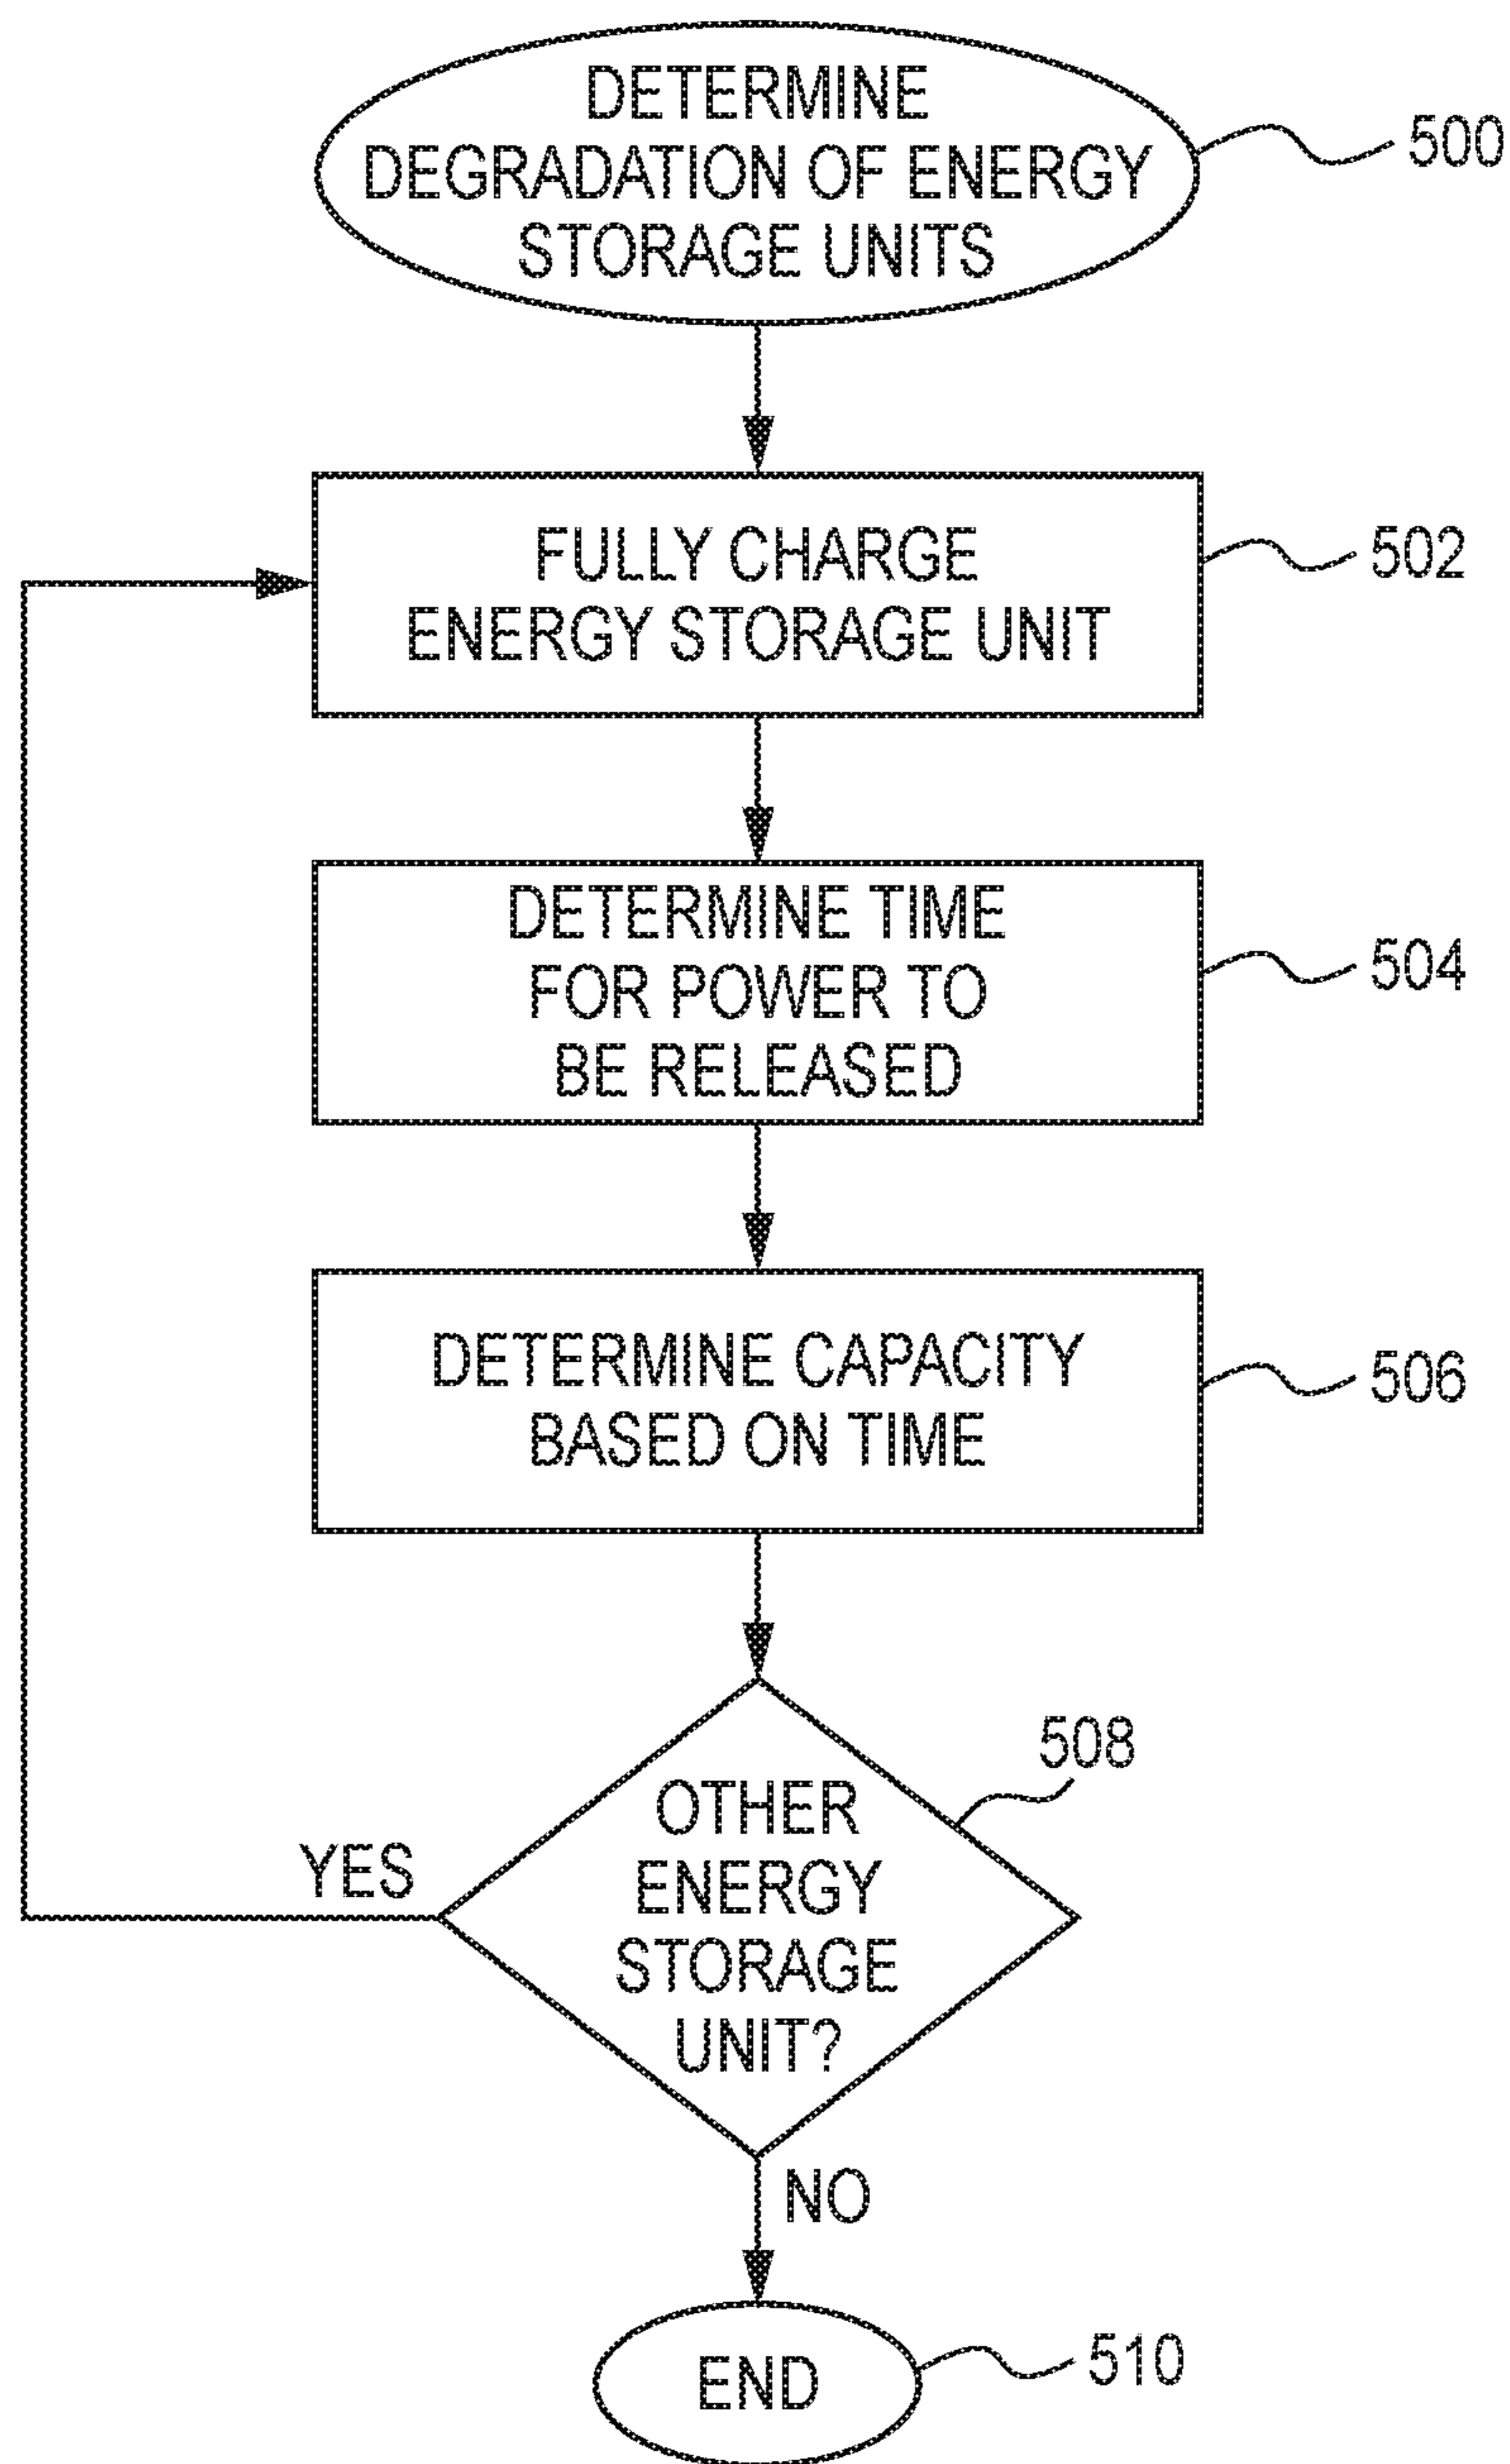 DETERMINE
DEGRADATION OF ENERGY
STORAGE UNITS
500
FULLY CHARGE
ENERGY STORAGE UNIT
502
DETERMINE TIME
FOR POWER TO
BE RELEASED
504
DETERMINE CAPACITY
BASED ON TIME
506
508
OTHER
ENERGY
STORAGE
UNIT?
YES
NO
END
510